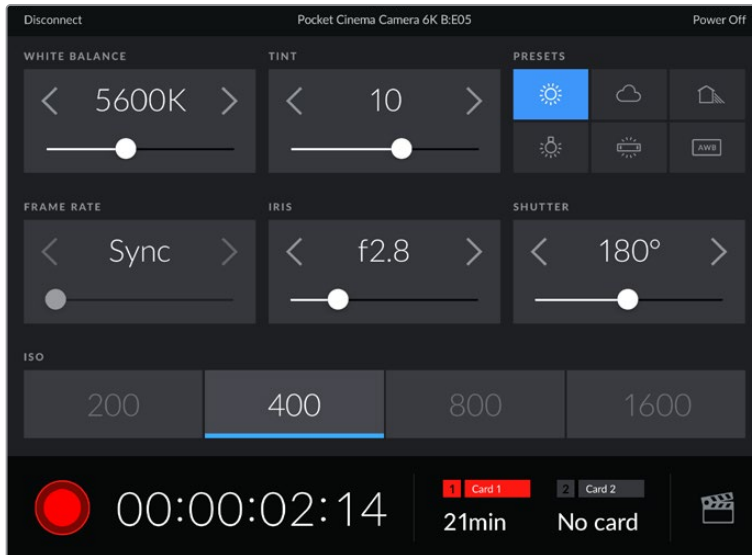 Disconnect Pocket Cinema Camera 6K B:E05 Power Off
WHITE BALANCE TINT PRESETS
5600K 10
AWB
FRAME RATE IRIS SHUTTER
Sync f2.8 180°
ISO
200 400 800 1600
00:00:02:14
1 Card 1 2 Card 2
21min No card